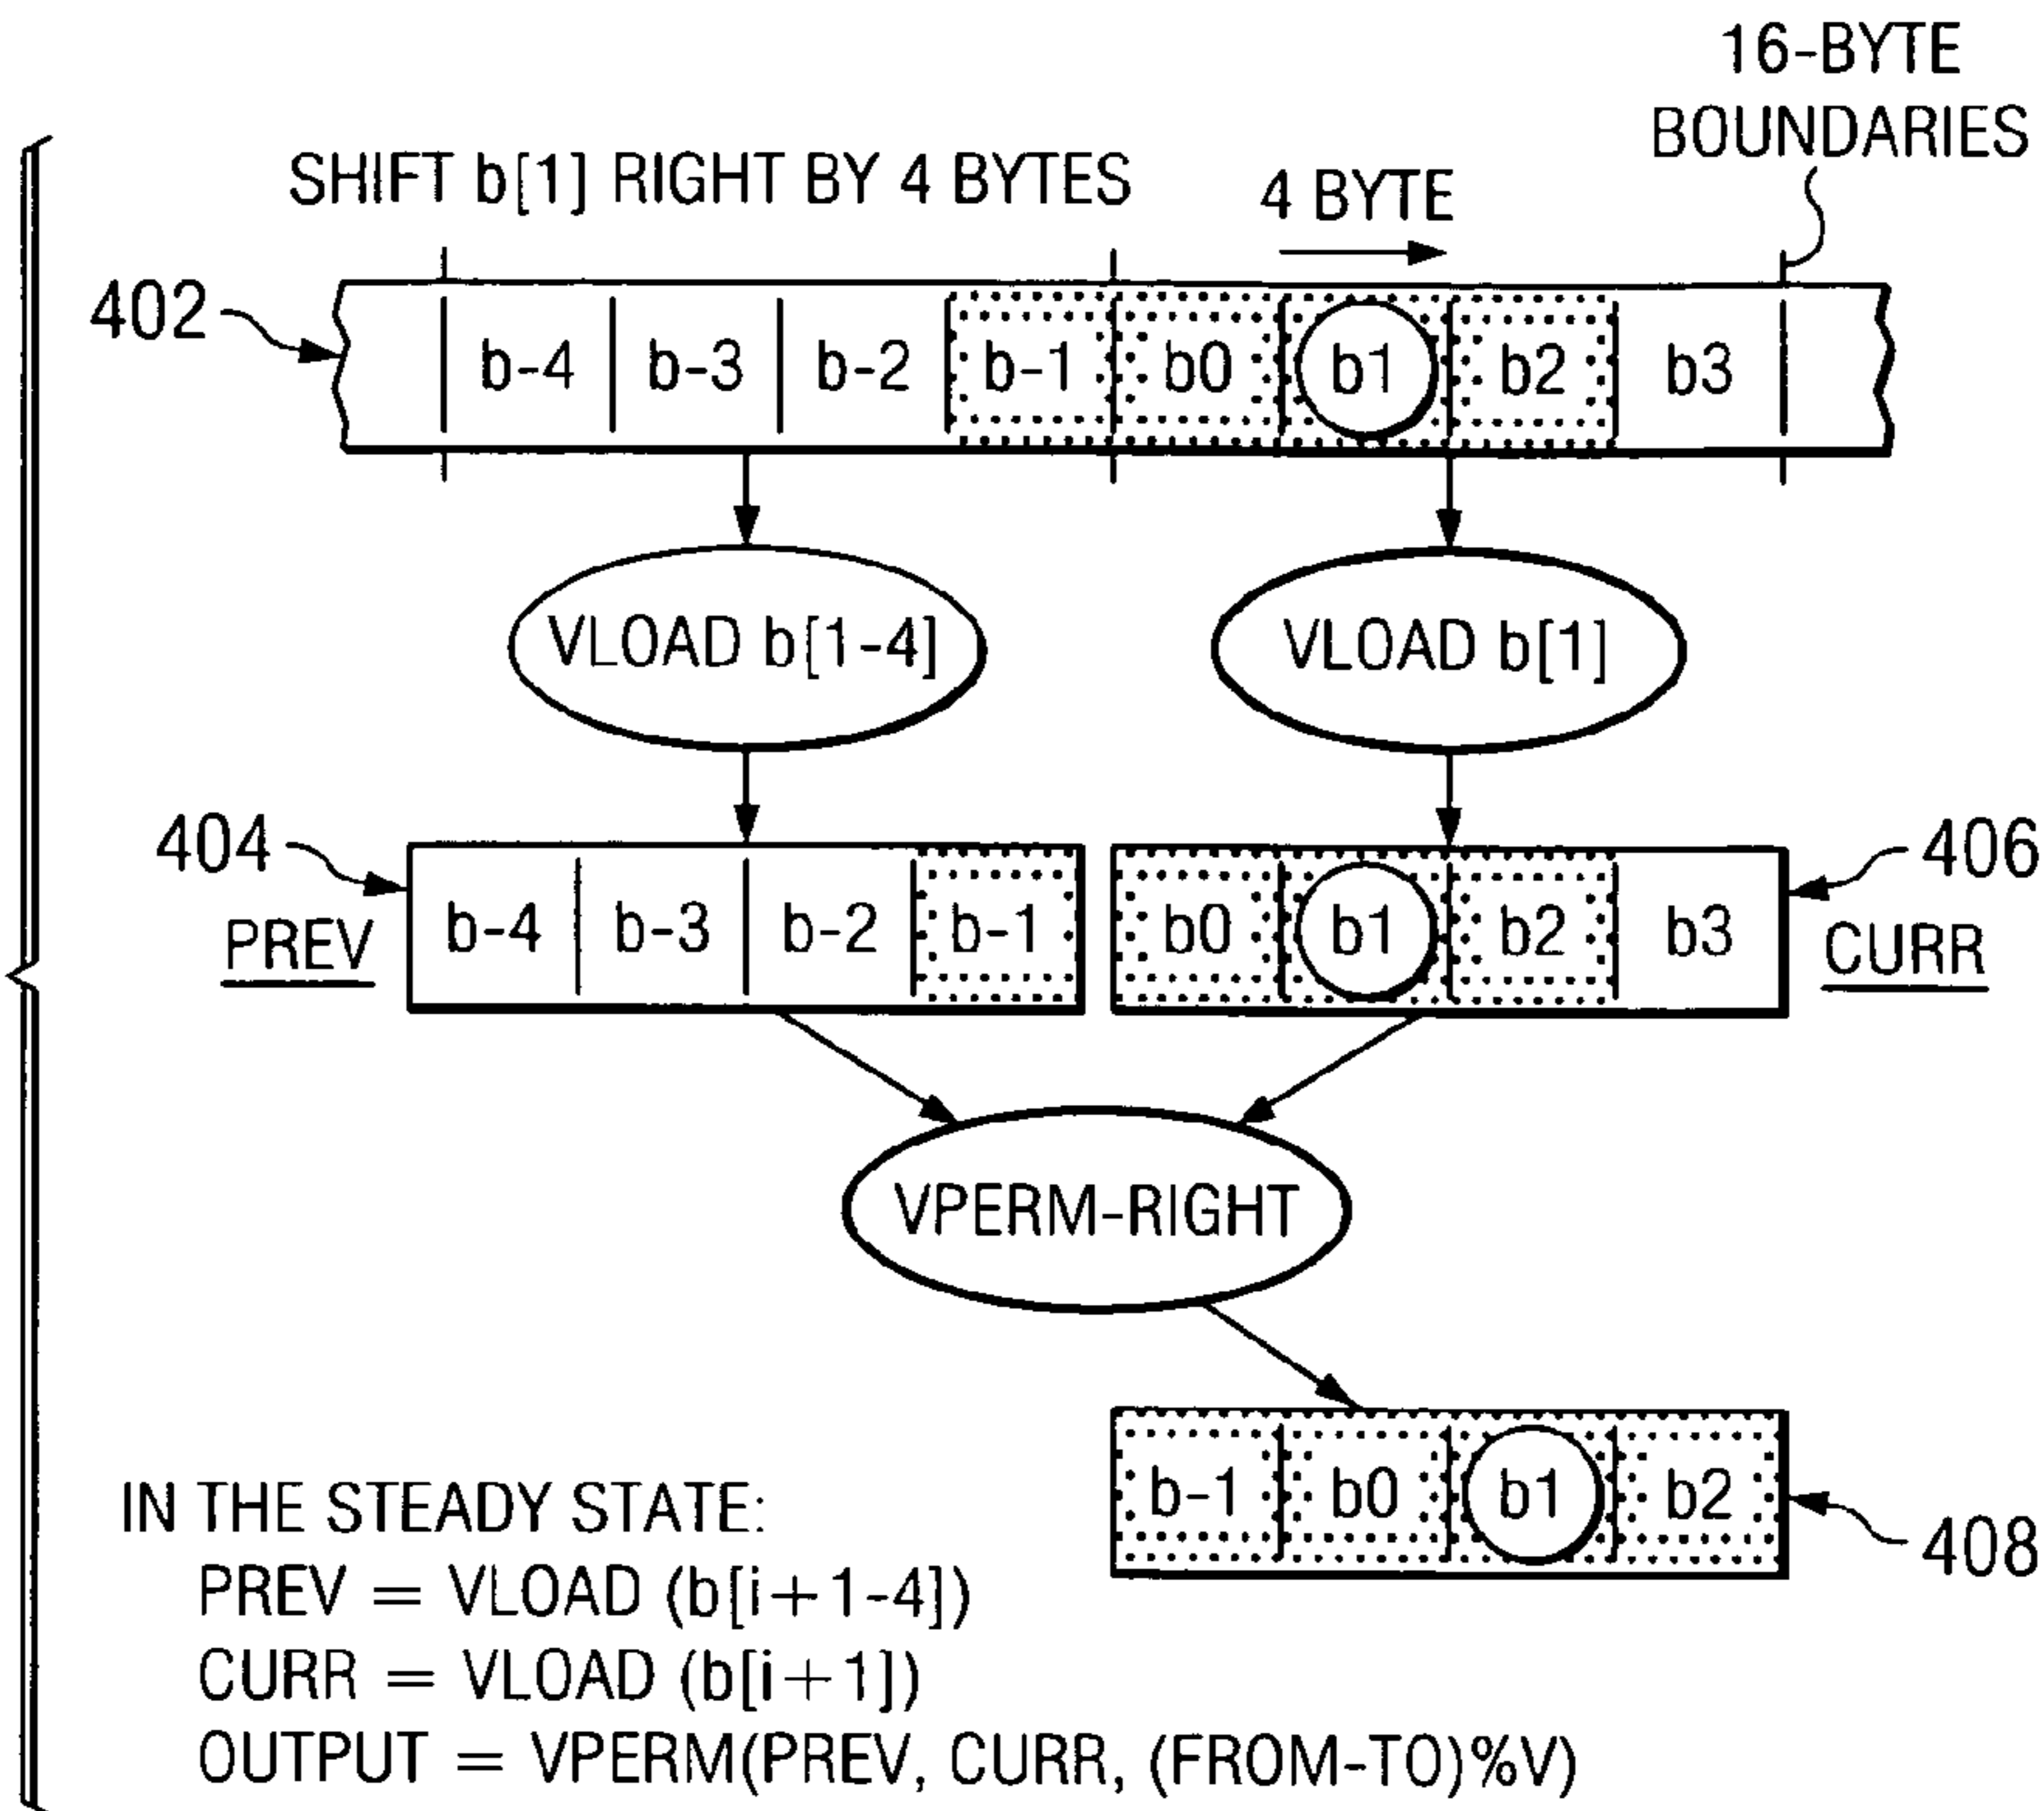 16-BYTE
BOUNDARIES
SHIFT b[1] RIGHT BY 4 BYTES
4 BYTE
402
b-4 b-3 b-2 b-1 b0 b1 b2 b3
VLOAD b[1-4]
VLOAD b[1]
404
406
PREV
b-4 b-3 b-2 b-1
b0 b1 b2 b3
CURR
VPERM-RIGHT
b-1 b0 b1 b2
408
IN THE STEADY STATE:
PREV = VLOAD (b[i+1-4])
CURR = VLOAD (b[i+1])
OUTPUT = VPERM(PREV, CURR, (FROM-TO)%V)